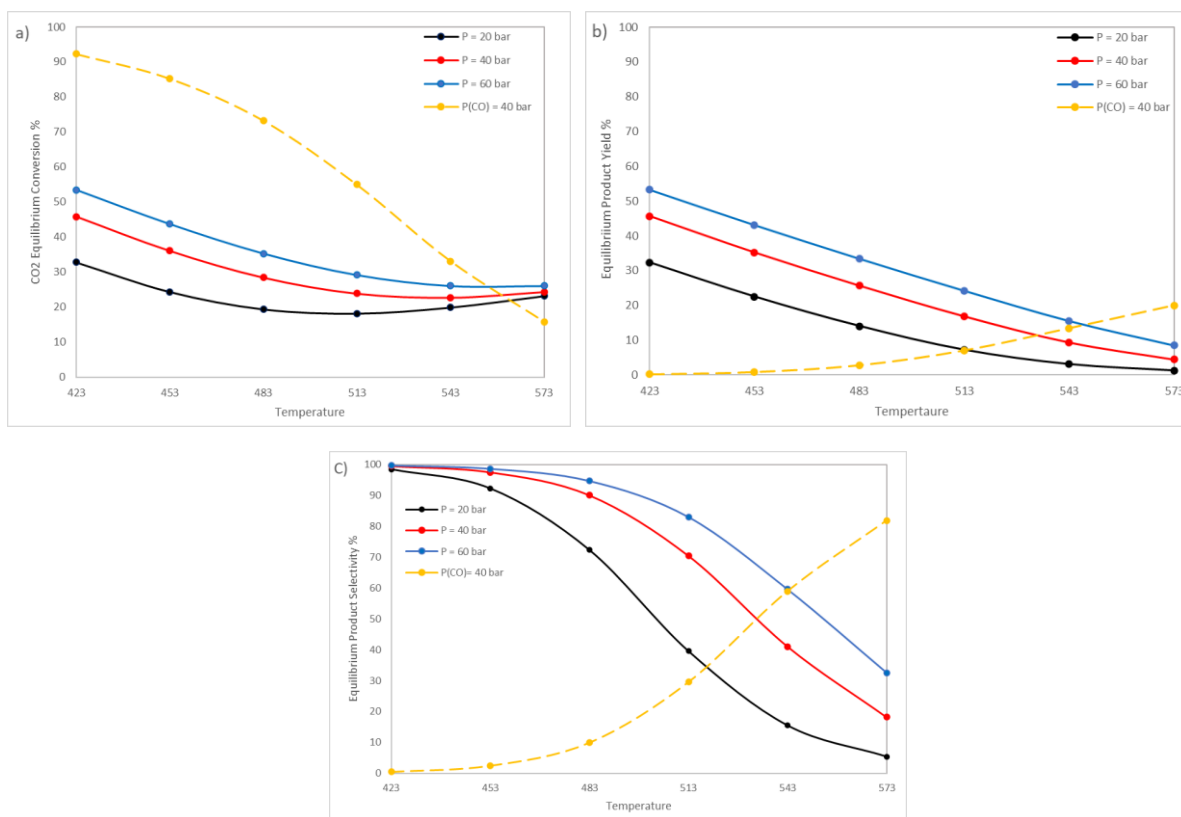 a)
100
90
80
70
60
50
40
30
20
10
0
CO2 Equilibrium Conversion %
P = 20 bar
P = 40 bar
P = 60 bar
P(CO) = 40 bar
423 453 483 513 543 573
Temperature
b)
100
90
80
70
60
50
40
30
20
10
0
Equilibriium Product Yield %
P = 20 bar
P = 40 bar
P = 60 bar
P(CO) = 40 bar
423 453 483 513 543 573
Tempertaure
C)
100
90
80
70
60
50
40
30
20
10
0
Equilibrium Product Selectivity %
P = 20 bar
P = 40 bar
P = 60 bar
P(CO)= 40 bar
423 453 483 513 543 573
Temperature